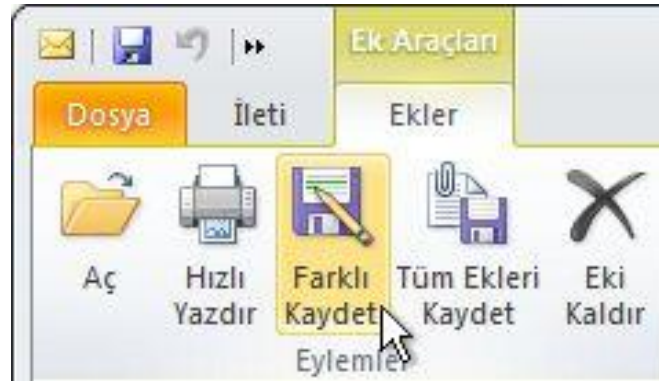 Ek Araçları
Dosya İleti Ekler
Aç Hızlı Yazdır Farklı Kaydet Tüm Ekleri Kaydet Eki Kaldır
Eylemler